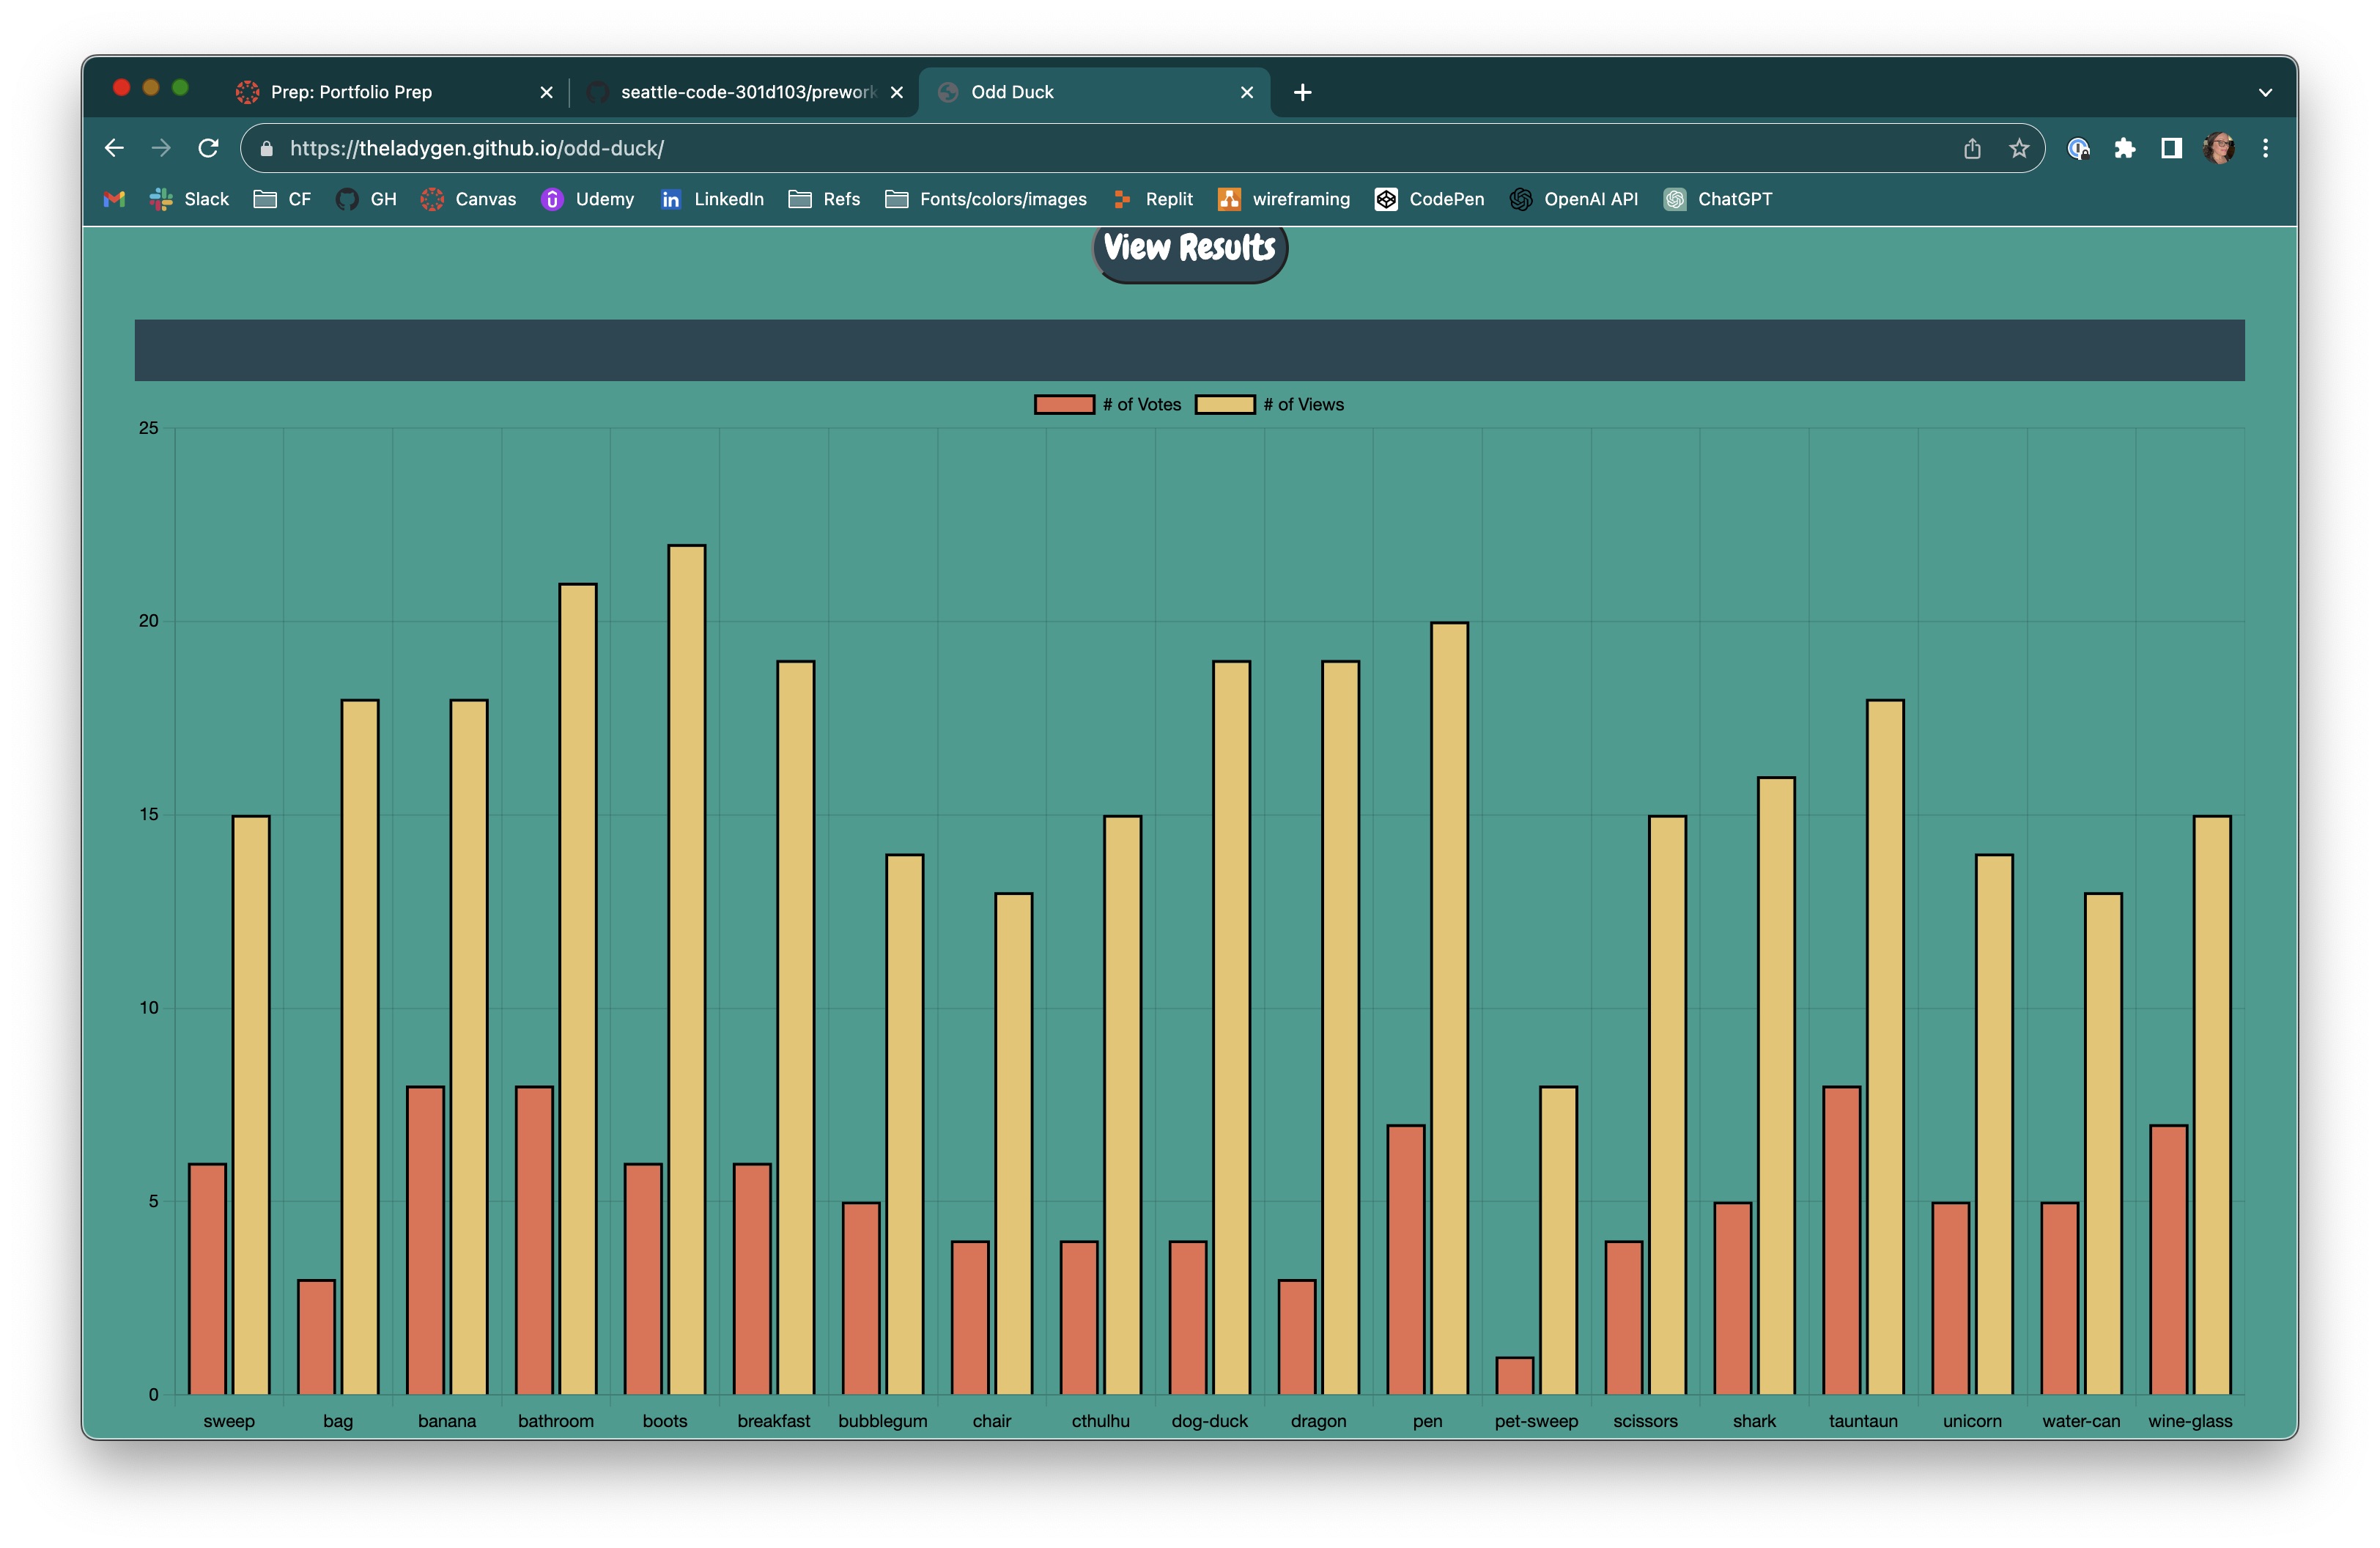 Prep: Portfolio Prep
seattle-code-301d103/prework
Odd Duck
https://theladygen.github.io/odd-duck/
Slack CF GH Canvas Udemy LinkedIn Refs Fonts/colors/images Replit wireframing CodePen OpenAI API ChatGPT
View Results
# of Votes # of Views
25
20
15
10
5
0
sweep bag banana bathroom boots breakfast bubblegum chair cthulhu dog-duck dragon pen pet-sweep scissors shark tauntaun unicorn water-can wine-glass